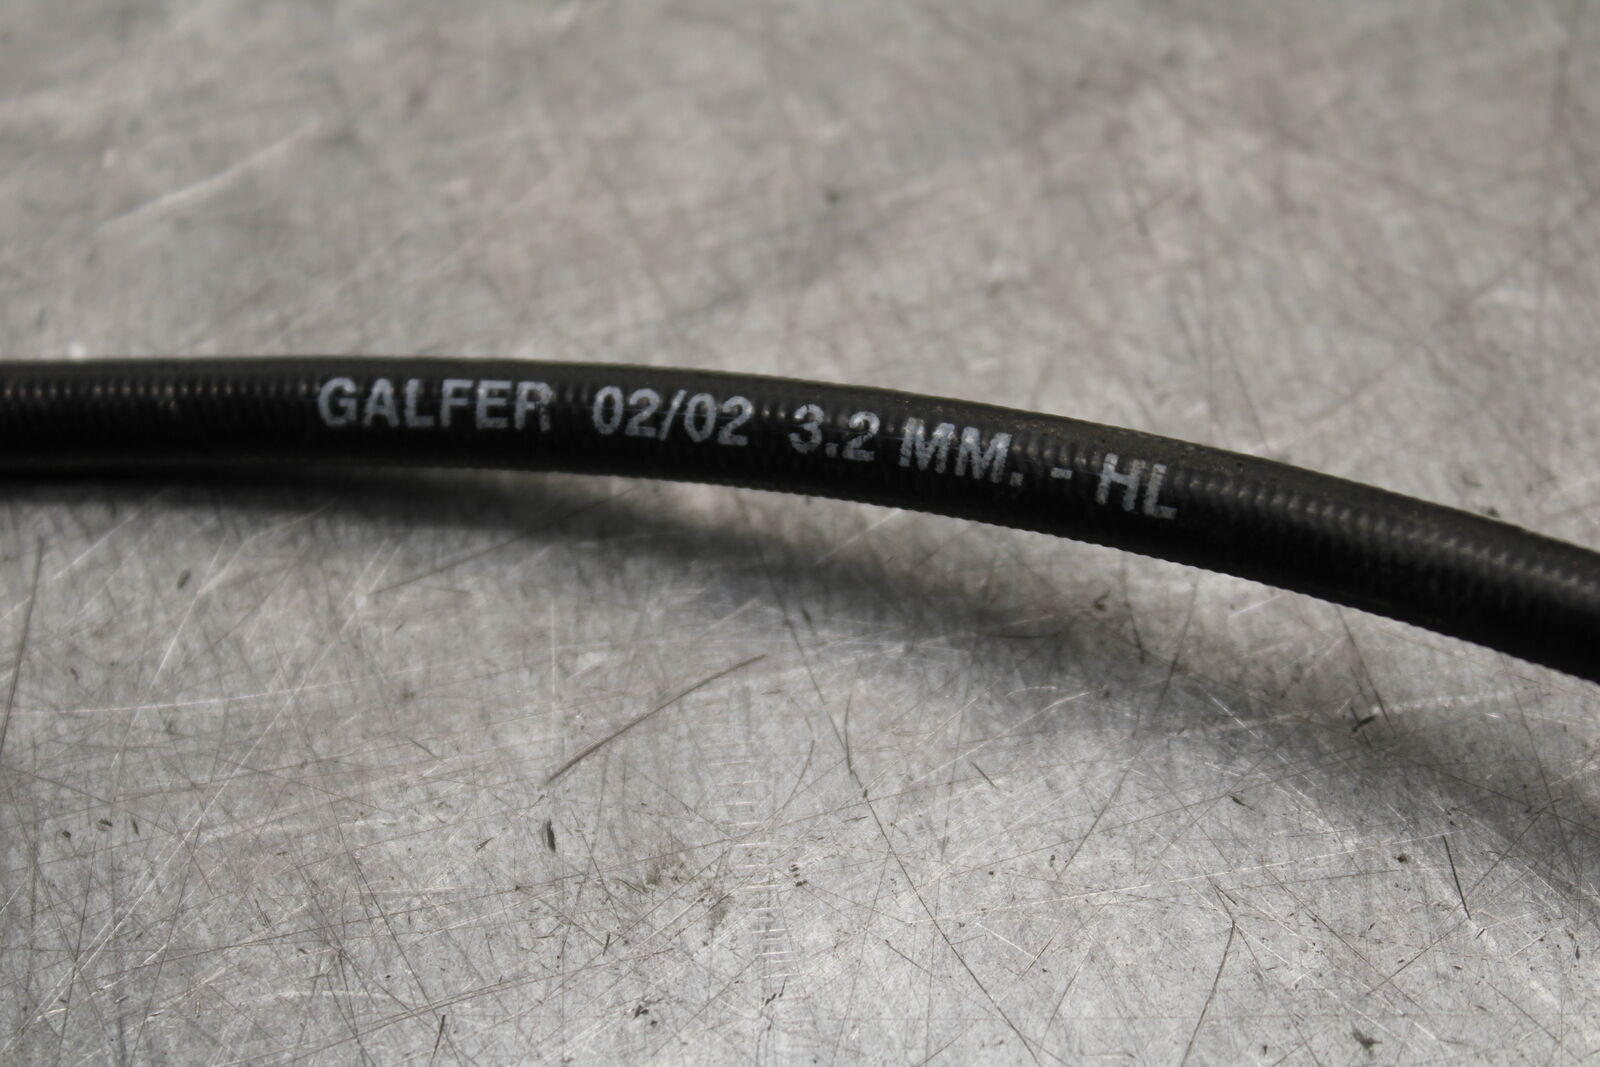 GALFER 02/02 3.2 MM. - HL